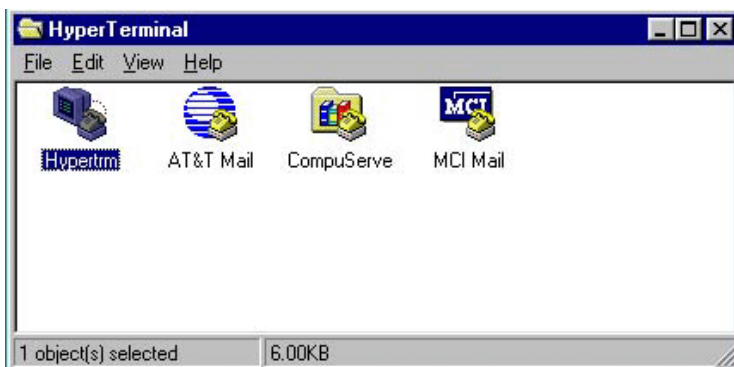 HyperTerminal
File Edit View Help
MCI
Hypertrm AT&T Mail CompuServe MCI Mail
1 object(s) selected 6.00KB